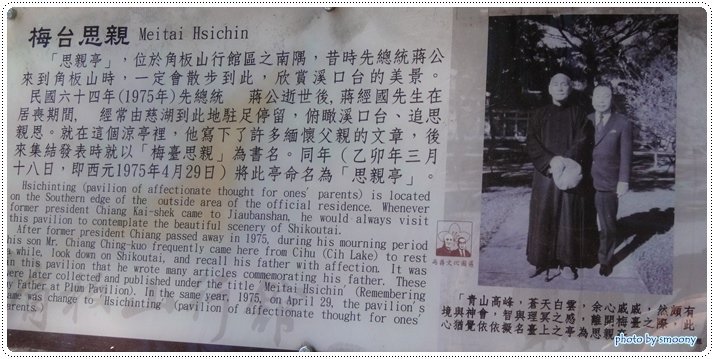 梅台思親 Meitai Hsichin
「思親亭」,位於角板山行館區之南隅,昔時先總統蔣公
來到角板山時,一定會散步到此,欣賞溪口台的美景。
民國六十四年(1975年)先總統 蔣公逝世後,蔣經國先生在
居喪期間, 經常由慈湖到此地駐足停留,俯瞰溪口台、追思
親恩。就在這個涼亭裡,他寫下了許多緬懷父親的文章,後
來集結發表時就以「梅臺思親」為書名。同年(乙卯年三月
十八日,即西元1975年4月29日)將此亭命名為「思親亭」。
Hsichinting (pavilion of affectionate thought for ones' parents) is located
on the Southern edge of the outside area of the official residence. Whenever
former president Chiang Kai-shek came to Jiaubanshan, he would always visit
this pavilion to contemplate the beautiful scenery of Shikoutai.
After former president Chiang passed away in 1975, during his mourning period
his son Mr. Chiang Ching-kuo frequently came here from Cihu (Cih Lake) to rest
a while, look down on Shikoutai, and recall his father with affection. It was
in this pavilion that he wrote many articles commemorating his father. These
were later collected and published under the title 'Meitai Hsichin' (Remembering
my Father at Plum Pavilion). In the same year, 1975, on April 29, the pavilion's
name was change to 'Hsichinting' (pavilion of affectionate thought for ones'
parents.)
兩蔣文化園區
「青山高峰,蒼天白雲,余心戚戚,然頗有
境與神會,智與理冥之感,離開梅臺之際,此
心猶覺依依擬名臺上之亭為思親
photo by smoony